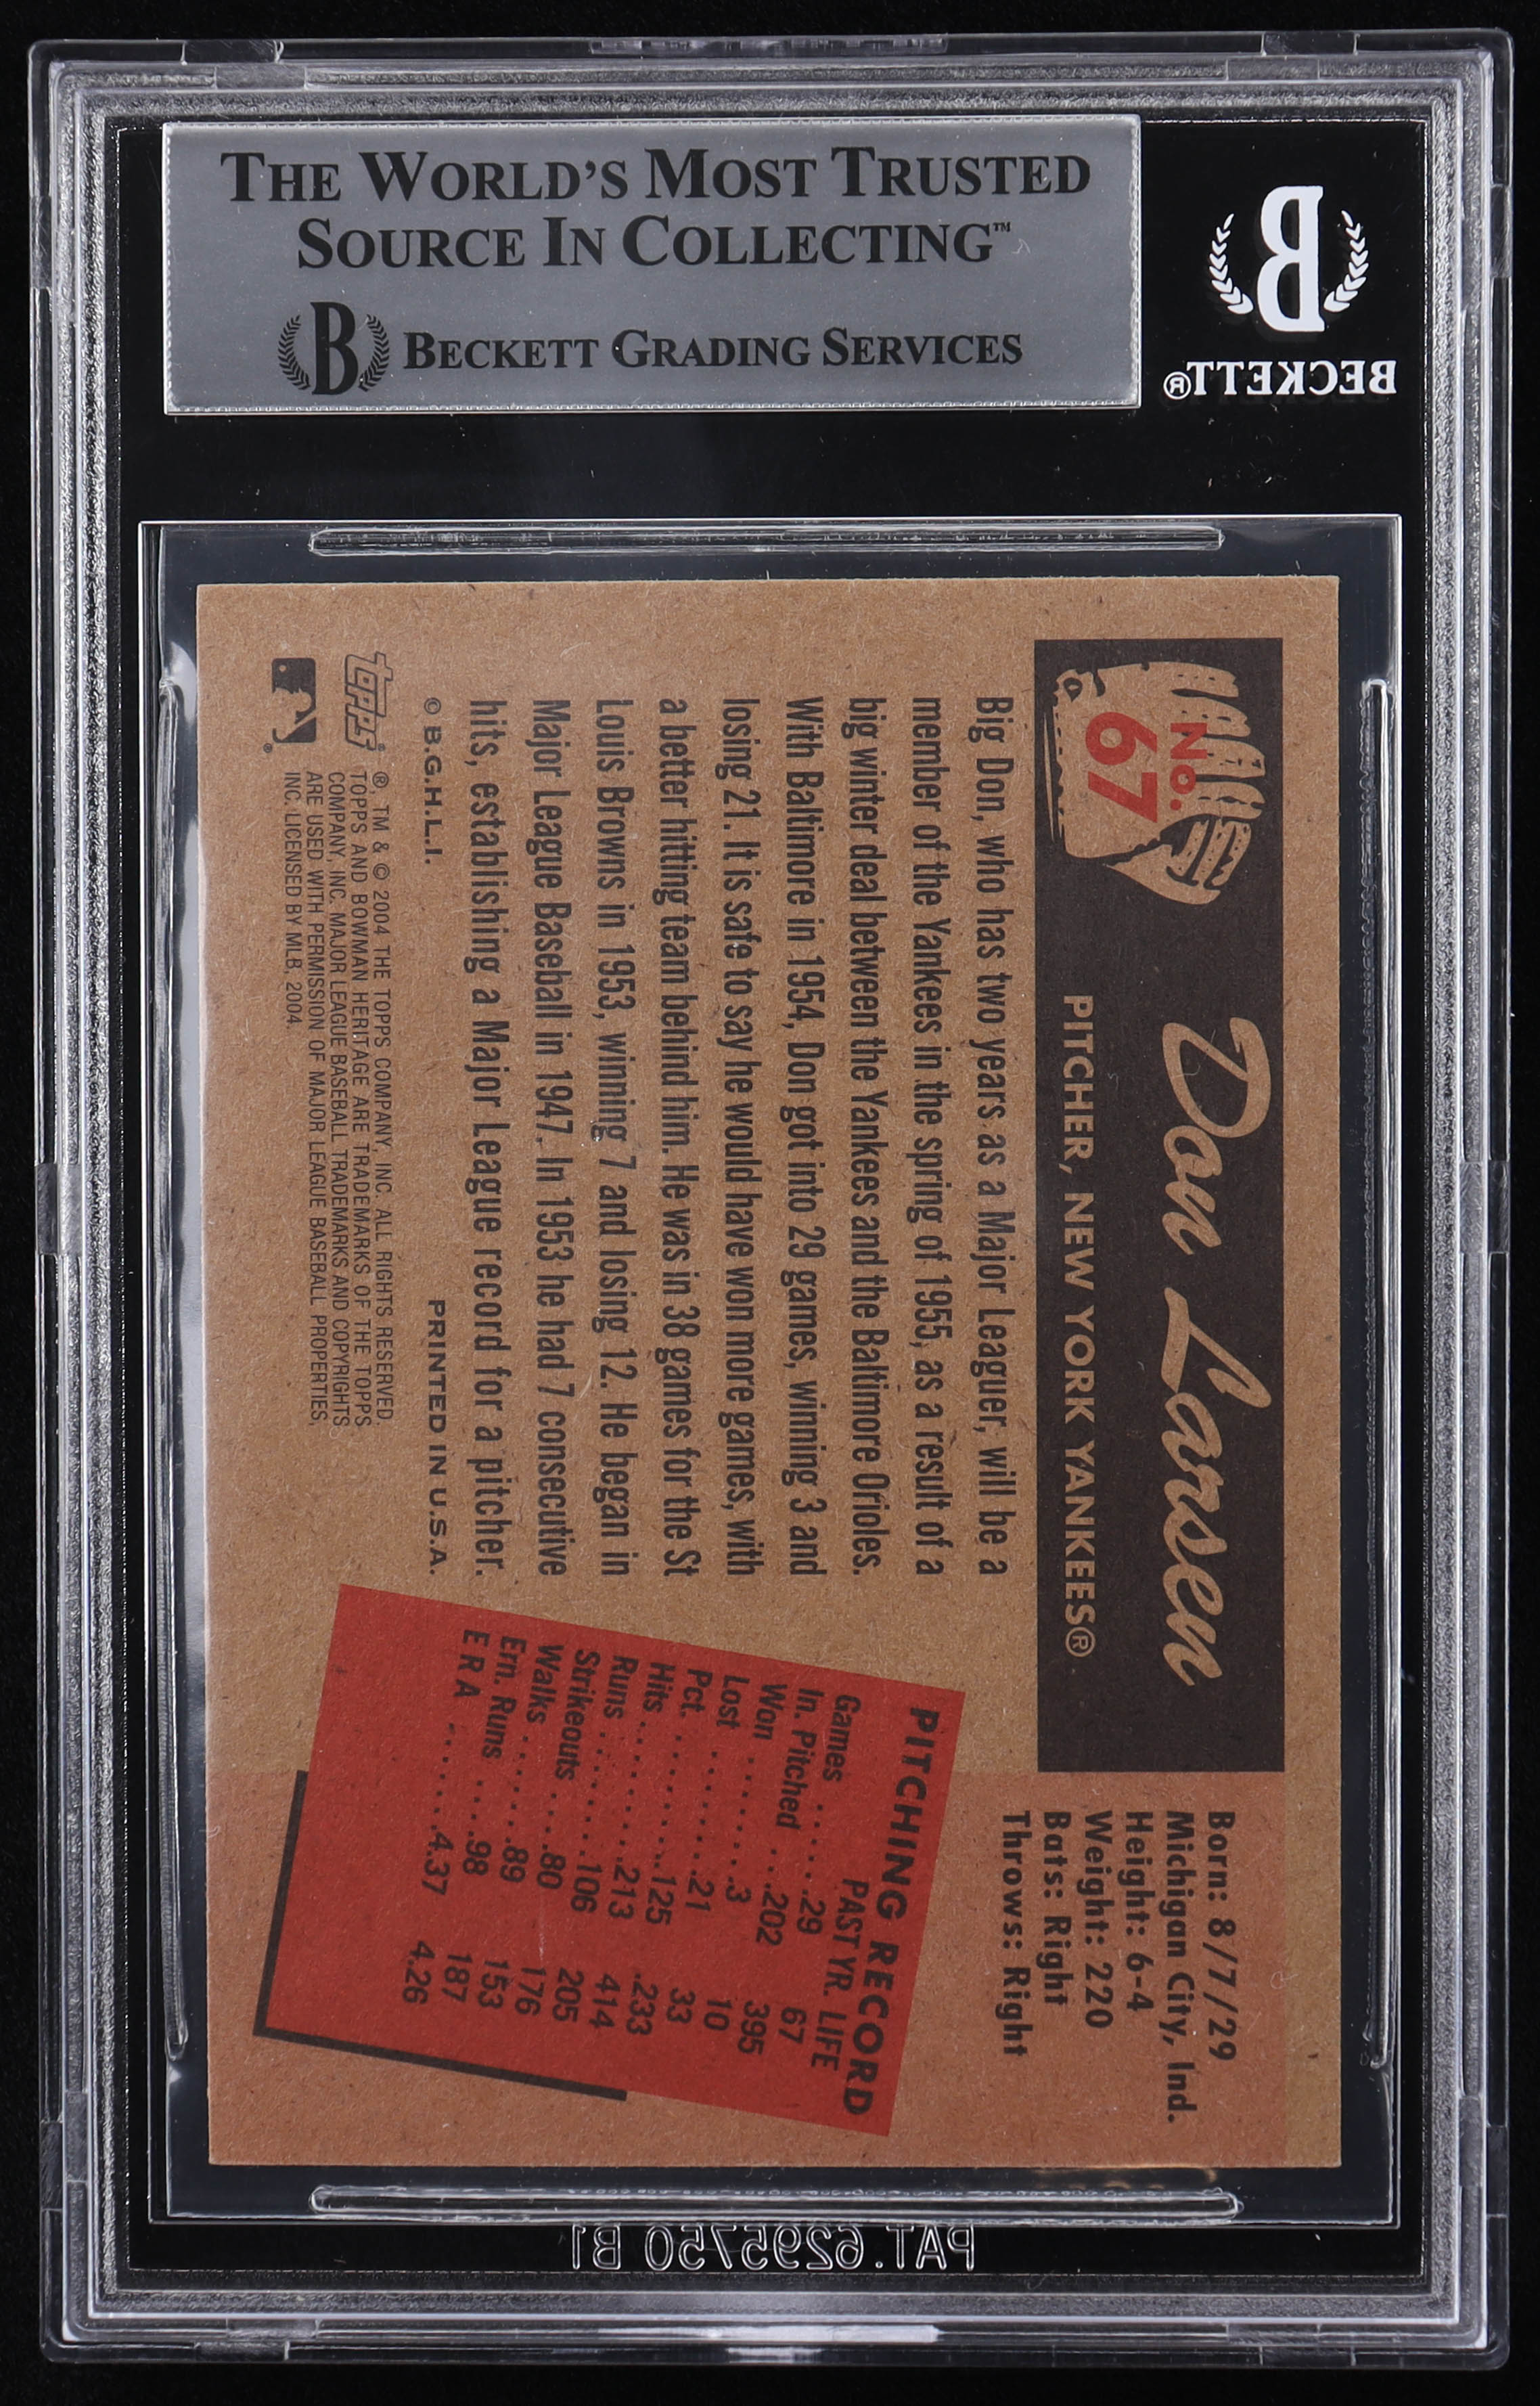 THE WORLD'S MOST TRUSTED
SOURCE IN COLLECTING™
B BECKETT GRADING SERVICES
B
BECKETT®
No.
67
Don Larsen
PITCHER, NEW YORK YANKEES®
Born: 8/7/29
Michigan City, Ind.
Height: 6-4
Weight: 220
Bats: Right
Throws: Right
Big Don, who has two years as a Major Leaguer, will be a
member of the Yankees in the spring of 1955, as a result of a
big winter deal between the Yankees and the Baltimore Orioles.
With Baltimore in 1954, Don got into 29 games, winning 3 and
losing 21. It is safe to say he would have won more games, with
a better hitting team behind him. He was in 38 games for the St
Louis Browns in 1953, winning 7 and losing 12. He began in
Major League Baseball in 1947. In 1953 he had 7 consecutive
hits, establishing a Major League record for a pitcher.
© B.G.H.L.I. PRINTED IN U.S.A.
PITCHING RECORD
PAST YR. LIFE
Games ......29 67
In. Pitched ...202 395
Won ........3 10
Lost ........21 33
Pct. ........125 .233
Hits .........213 414
Runs ........106 205
Strikeouts .....80 176
Walks ........89 153
Ern. Runs .....98 187
E R A ........4.37 4.26
topps®
®, TM & © 2004 THE TOPPS COMPANY, INC. ALL RIGHTS RESERVED.
TOPPS AND BOWMAN HERITAGE ARE TRADEMARKS OF THE TOPPS
COMPANY, INC. MAJOR LEAGUE BASEBALL TRADEMARKS AND COPYRIGHTS
ARE USED WITH PERMISSION OF MAJOR LEAGUE BASEBALL PROPERTIES,
INC. LICENSED BY MLB, 2004
®
PAT.6295750 B1